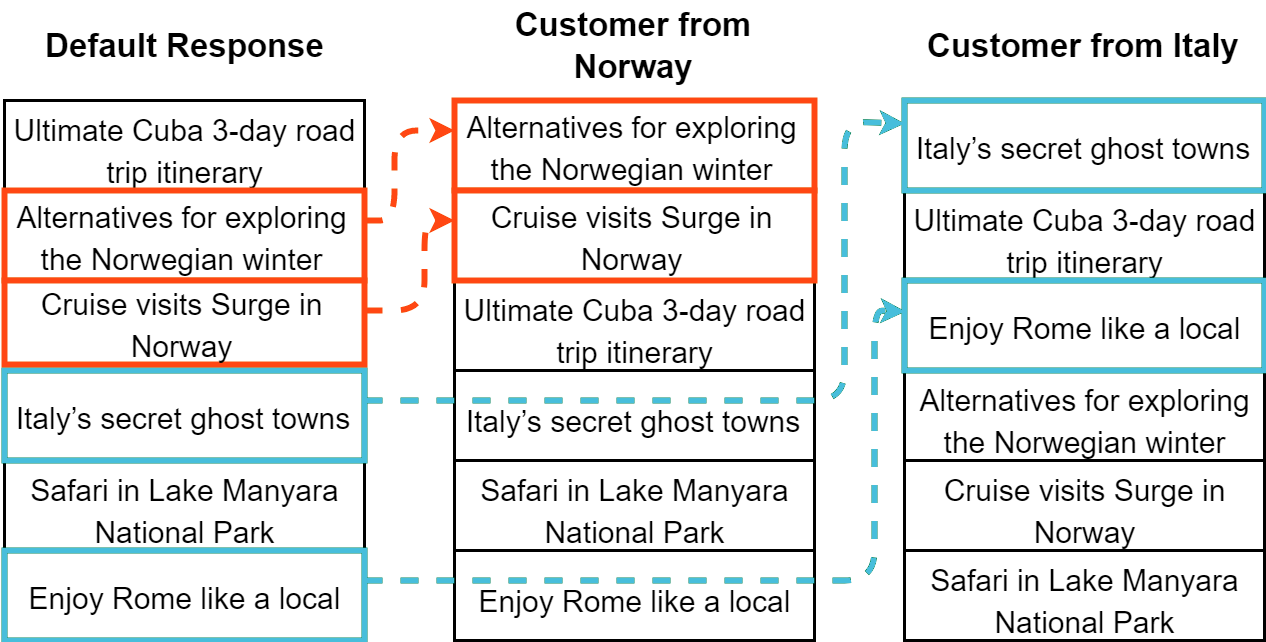 Default Response
Ultimate Cuba 3-day road
trip itinerary
Alternatives for exploring
the Norwegian winter
Cruise visits Surge in
Norway
Italy’s secret ghost towns
Safari in Lake Manyara
National Park
Enjoy Rome like a local
Customer from
Norway
Alternatives for exploring
the Norwegian winter
Cruise visits Surge in
Norway
Ultimate Cuba 3-day road
trip itinerary
Italy’s secret ghost towns
Safari in Lake Manyara
National Park
Enjoy Rome like a local
Customer from Italy
Italy’s secret ghost towns
Ultimate Cuba 3-day road
trip itinerary
Enjoy Rome like a local
Alternatives for exploring
the Norwegian winter
Cruise visits Surge in
Norway
Safari in Lake Manyara
National Park